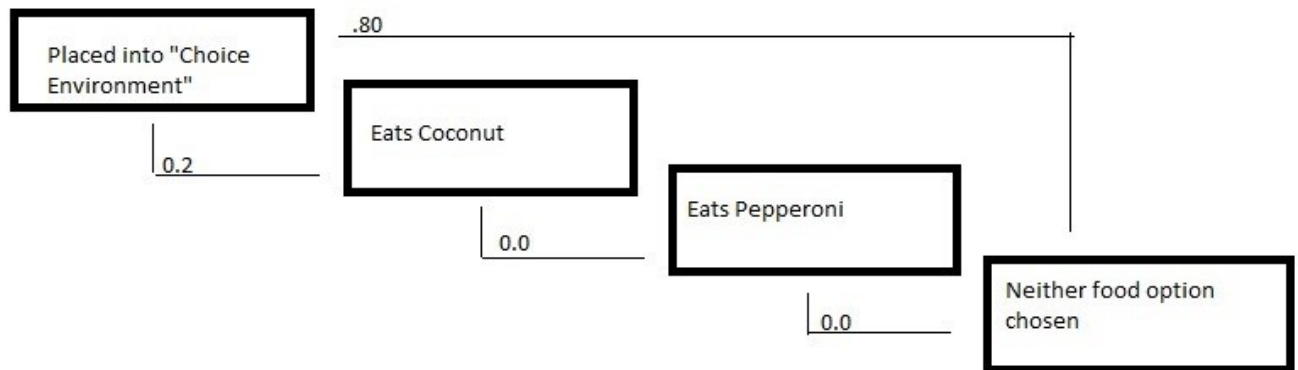 .80
Placed into "Choice
Environment"
Eats Coconut
0.2
Eats Pepperoni
0.0
Neither food option
chosen
0.0